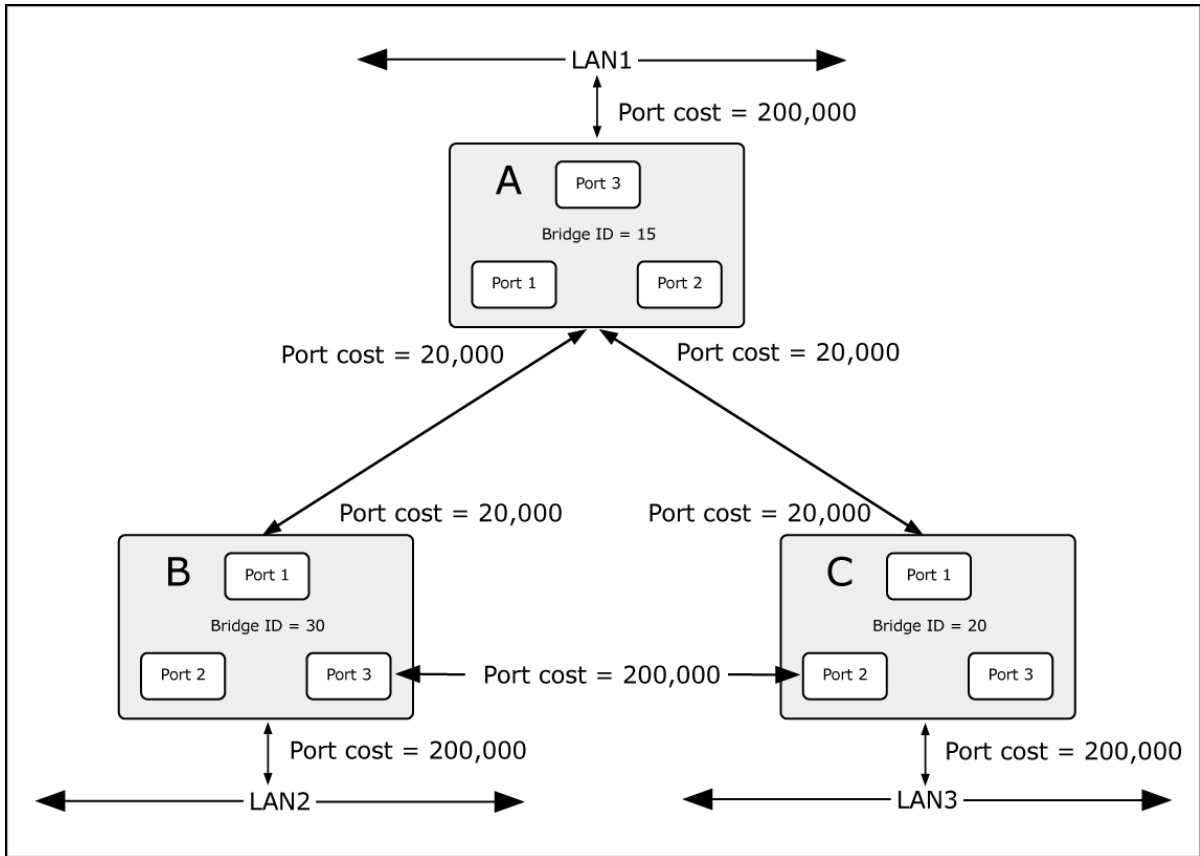 LAN1
Port cost = 200,000
A
Port 3
Bridge ID = 15
Port 1
Port 2
Port cost = 20,000
Port cost = 20,000
Port cost = 20,000
Port cost = 20,000
B
Port 1
Bridge ID = 30
Port 2
Port 3
Port cost = 200,000
C
Port 1
Bridge ID = 20
Port 2
Port 3
Port cost = 200,000
LAN2
Port cost = 200,000
LAN3